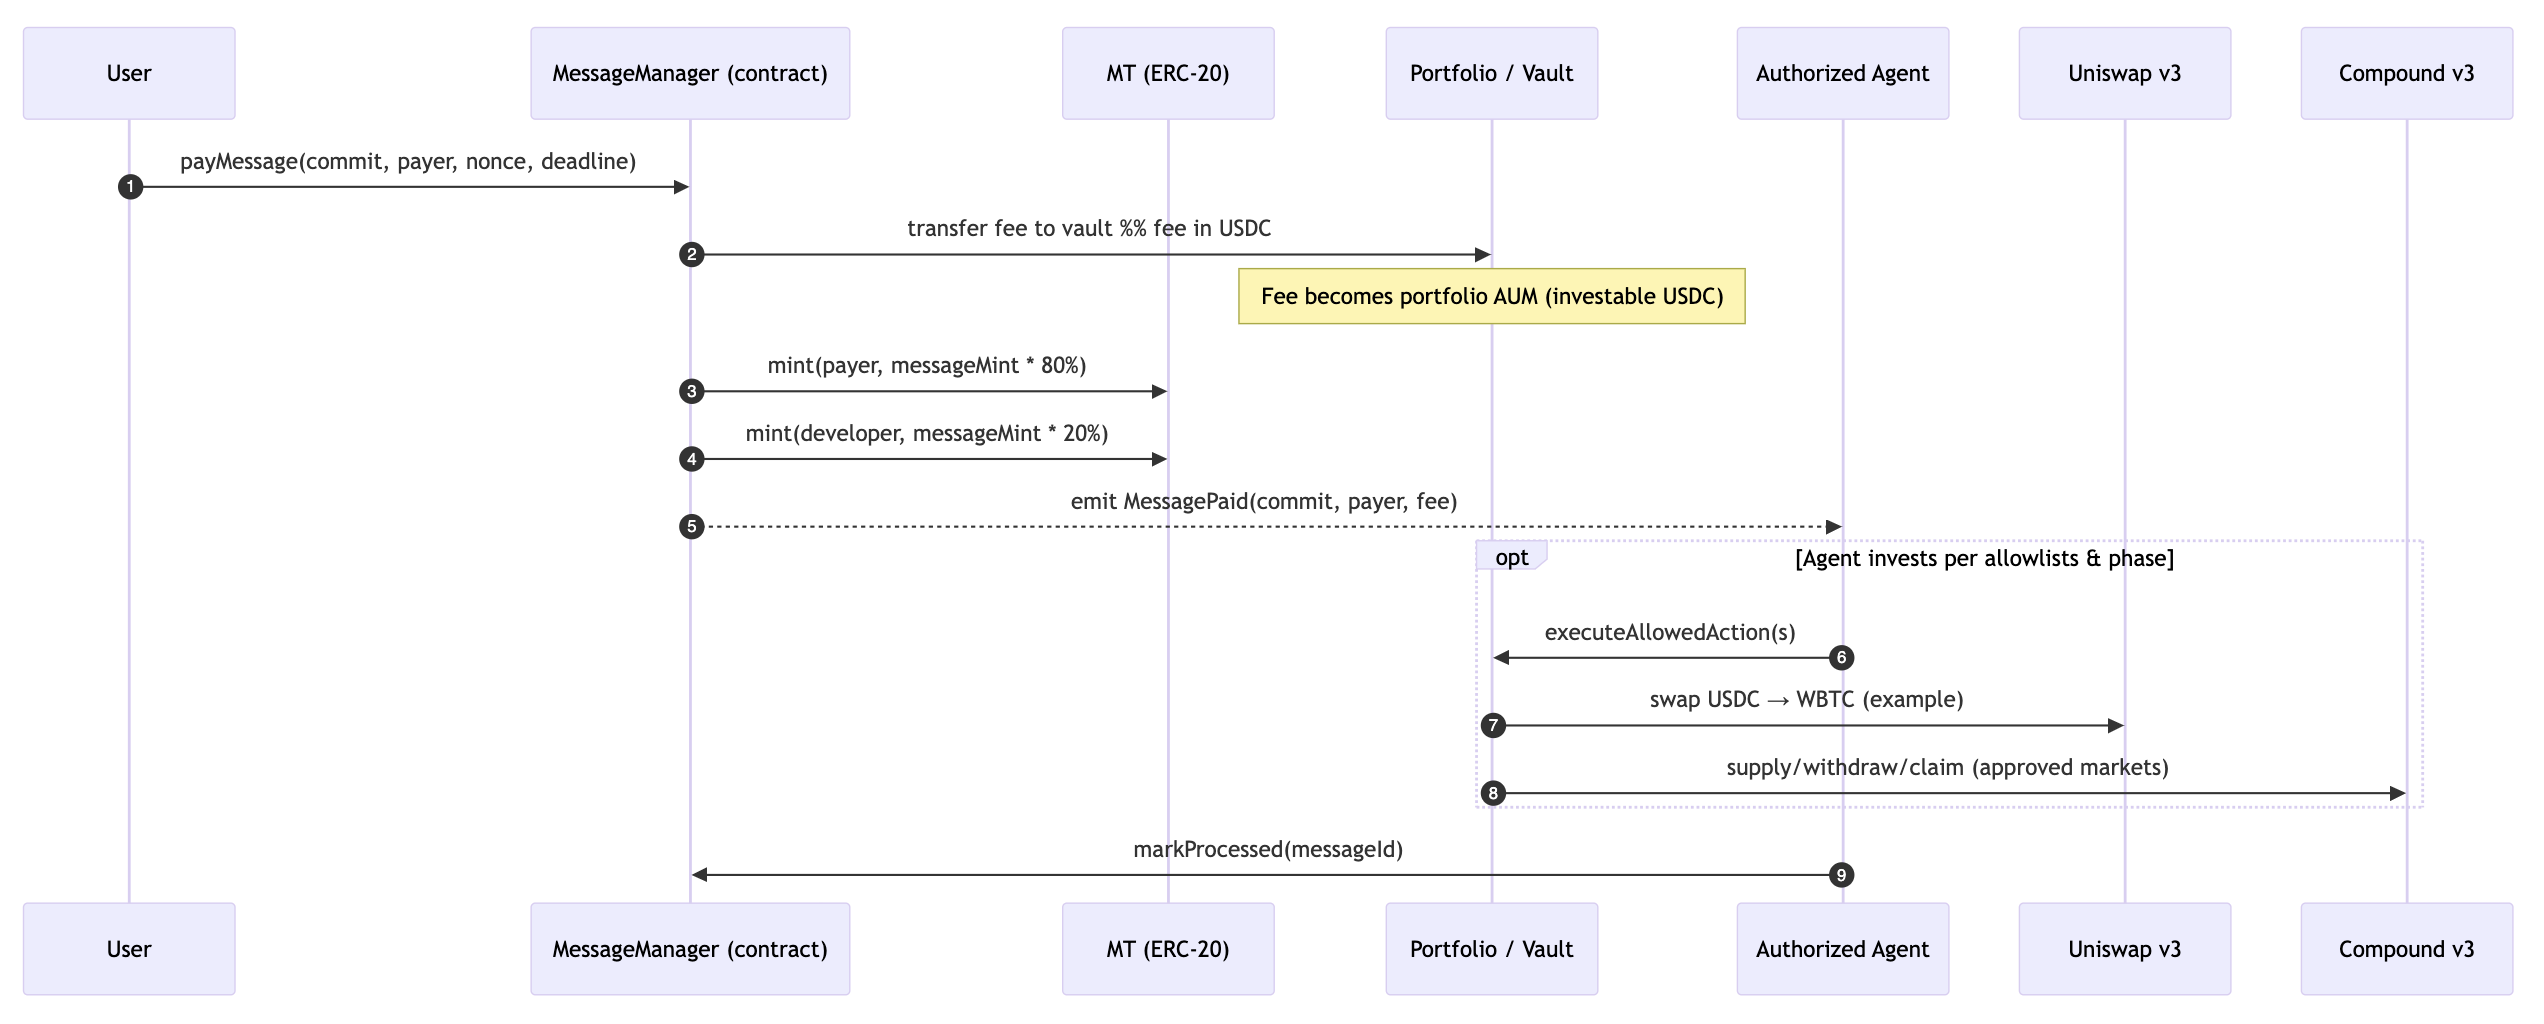 User
MessageManager (contract)
MT (ERC-20)
Portfolio / Vault
Authorized Agent
Uniswap v3
Compound v3
payMessage(commit, payer, nonce, deadline)
1
transfer fee to vault %% fee in USDC
2
Fee becomes portfolio AUM (investable USDC)
mint(payer, messageMint * 80%)
3
mint(developer, messageMint * 20%)
4
emit MessagePaid(commit, payer, fee)
5
opt
[Agent invests per allowlists & phase]
executeAllowedAction(s)
6
swap USDC → WBTC (example)
7
supply/withdraw/claim (approved markets)
8
markProcessed(messageId)
9
User
MessageManager (contract)
MT (ERC-20)
Portfolio / Vault
Authorized Agent
Uniswap v3
Compound v3